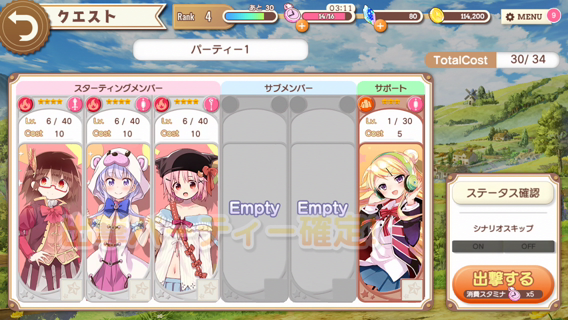 クエスト
Rank 4
あと 30
14/16
03:11
80
114,200
MENU
9
パーティー1
TotalCost 30/34
スターティングメンバー
サブメンバー
サポート
Lv. 6/40
Cost 10
Lv. 6/40
Cost 10
Lv. 6/40
Cost 10
Lv. 1/30
Cost 5
Empty
Empty
パーティー確定
ステータス確認
シナリオスキップ
ON OFF
出撃する
消費スタミナ x5